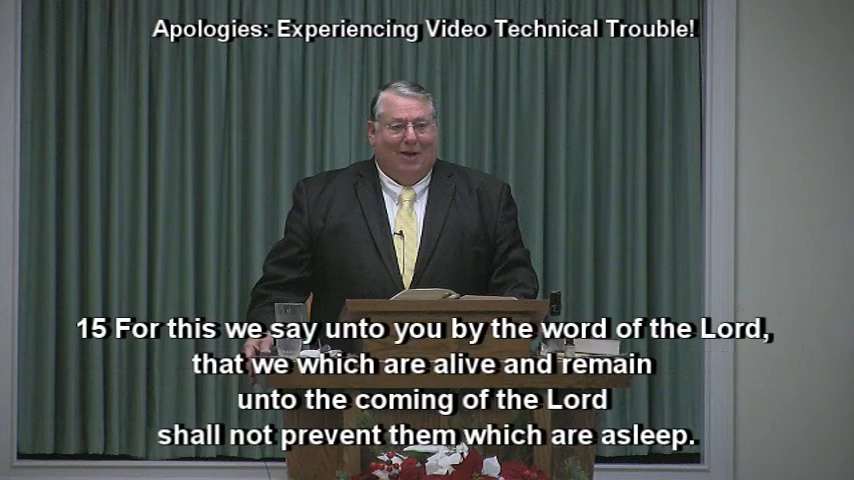 Apologies: Experiencing Video Technical Trouble!
15 For this we say unto you by the word of the Lord,
that we which are alive and remain
unto the coming of the Lord
shall not prevent them which are asleep.